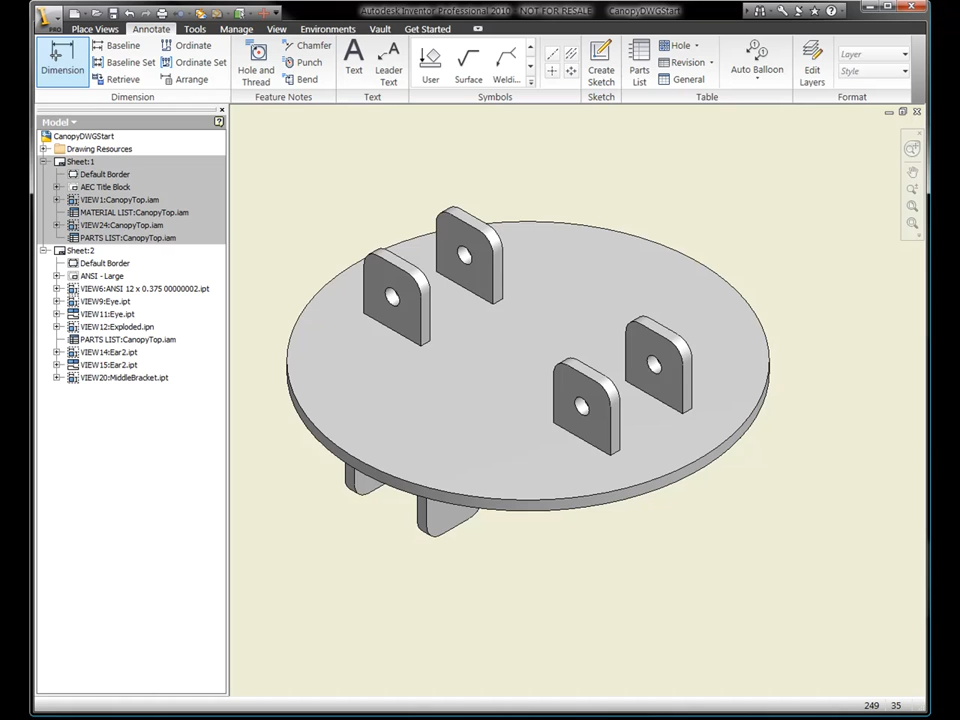 Autodesk Inventor Professional 2010 - NOT FOR RESALE CanopyDWGStart
PRO
Place Views Annotate Tools Manage View Environments Vault Get Started
Dimension
Baseline
Baseline Set
Retrieve
Ordinate
Ordinate Set
Arrange
Dimension
Hole and
Thread
Chamfer
Punch
Bend
Feature Notes
Text
Leader
Text
Text
User
Surface
Weldi...
Symbols
Create
Sketch
Sketch
Parts
List
Hole
Revision
General
Auto Balloon
Table
Edit
Layers
Layer
Style
Format
Model
CanopyDWGStart
Drawing Resources
Sheet:1
Default Border
AEC Title Block
VIEW1:CanopyTop.iam
MATERIAL LIST:CanopyTop.iam
VIEW24:CanopyTop.iam
PARTS LIST:CanopyTop.iam
Sheet:2
Default Border
ANSI - Large
VIEW6:ANSI 12 x 0.375 00000002.ipt
VIEW9:Eye.ipt
VIEW11:Eye.ipt
VIEW12:Exploded.ipn
PARTS LIST:CanopyTop.iam
VIEW14:Ear2.ipt
VIEW15:Ear2.ipt
VIEW20:MiddleBracket.ipt
249 35